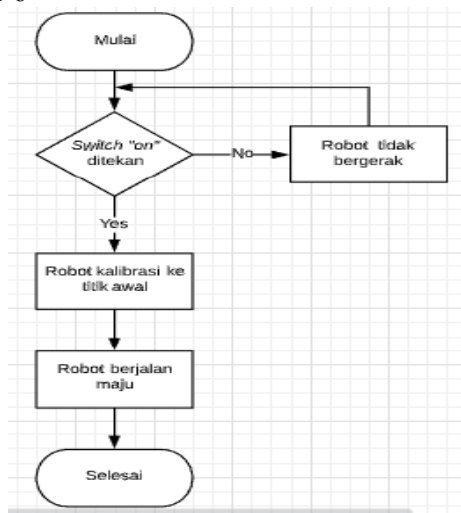 Mulai
Switch "on"
ditekan
No
Robot tidak
bergerak
Yes
Robot kalibrasi ke
titik awal
Robot berjalan
maju
Selesai